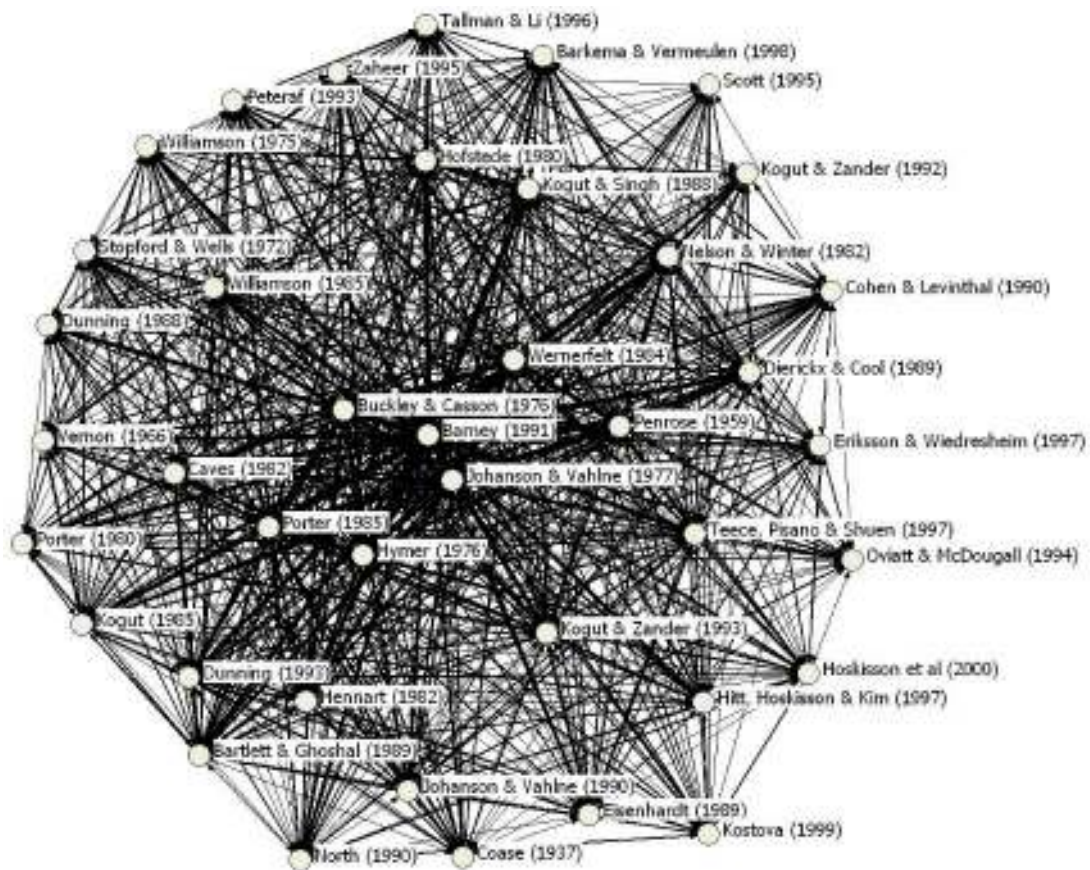 Tallman & Li (1996)
Barkema & Vermeulen (1998)
Zaheer (1995)
Scott (1995)
Peteraf (1993)
Williamson (1975)
Hofstede (1980)
Kogut & Zander (1992)
Kogut & Singh (1988)
Stopford & Wells (1972)
Nelson & Winter (1982)
Williamson (1985)
Cohen & Levinthal (1990)
Dunning (1988)
Wernerfelt (1984)
Dierickx & Cool (1989)
Buckley & Casson (1976)
Penrose (1959)
Barney (1991)
Vernon (1966)
Eriksson & Wiedresheim (1997)
Caves (1982)
Johanson & Vahlne (1977)
Porter (1985)
Teece, Pisano & Shuen (1997)
Porter (1980)
Hymer (1976)
Oviatt & McDougall (1994)
Kogut (1985)
Kogut & Zander (1993)
Dunning (1993)
Hoskisson et al (2000)
Hennart (1982)
Hitt, Hoskisson & Kim (1997)
Bartlett & Ghoshal (1989)
Johanson & Vahlne (1990)
Eisenhardt (1989)
Kostova (1999)
North (1990)
Coase (1937)